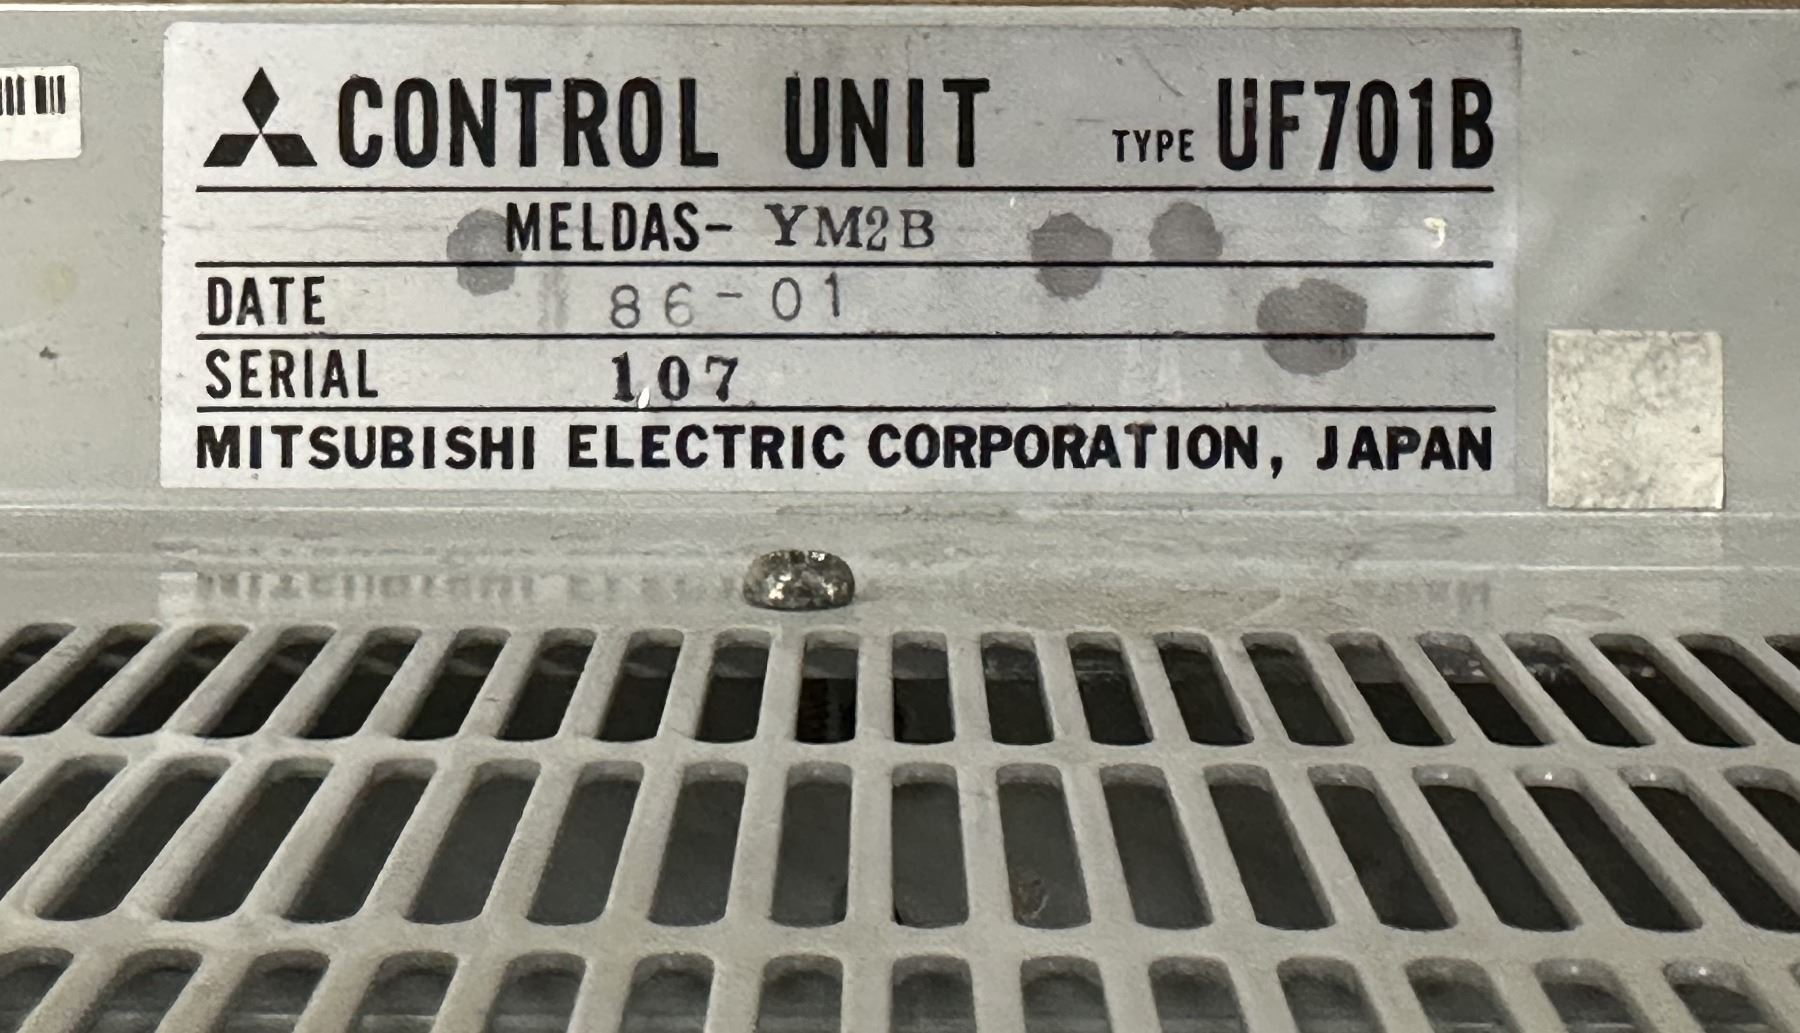 CONTROL UNIT TYPE UF701B
MELDAS- YM2B
DATE 86-01
SERIAL 107
MITSUBISHI ELECTRIC CORPORATION, JAPAN